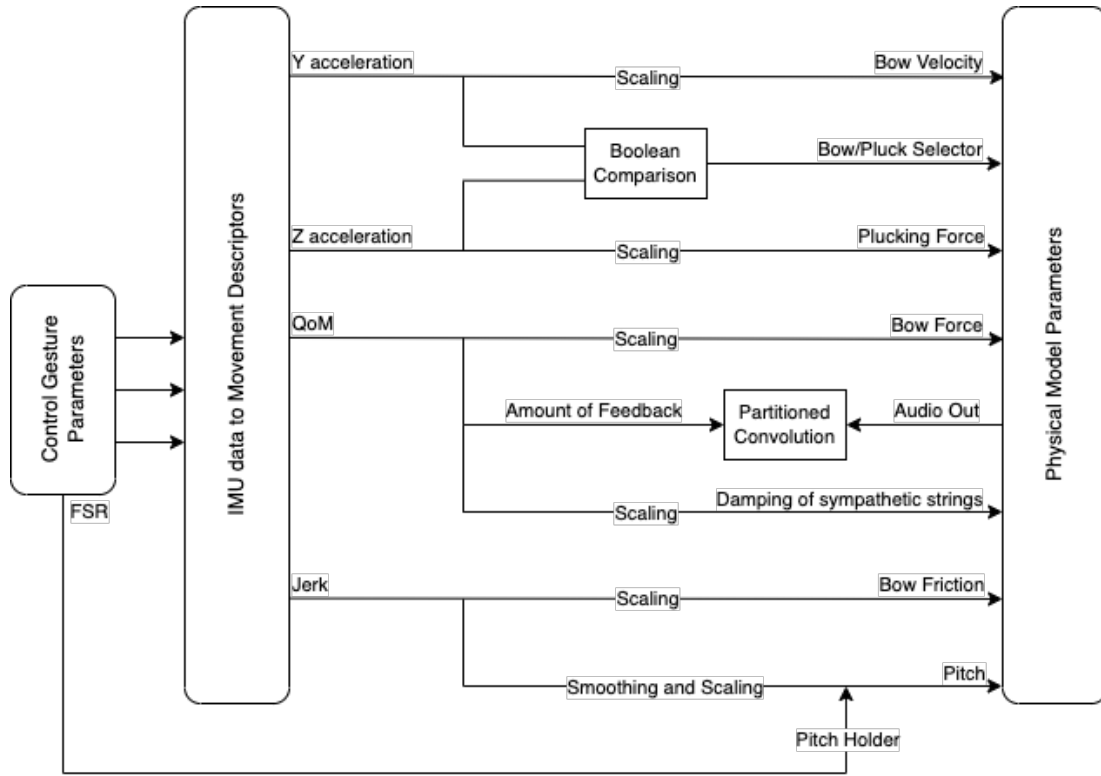 Y acceleration
Scaling
Bow Velocity
Boolean
Comparison
Bow/Pluck Selector
Z acceleration
Scaling
Plucking Force
IMU data to Movement Descriptors
Physical Model Parameters
Control Gesture
Parameters
QoM
Scaling
Bow Force
Amount of Feedback
Partitioned
Convolution
Audio Out
FSR
Scaling
Damping of sympathetic strings
Jerk
Scaling
Bow Friction
Smoothing and Scaling
Pitch
Pitch Holder